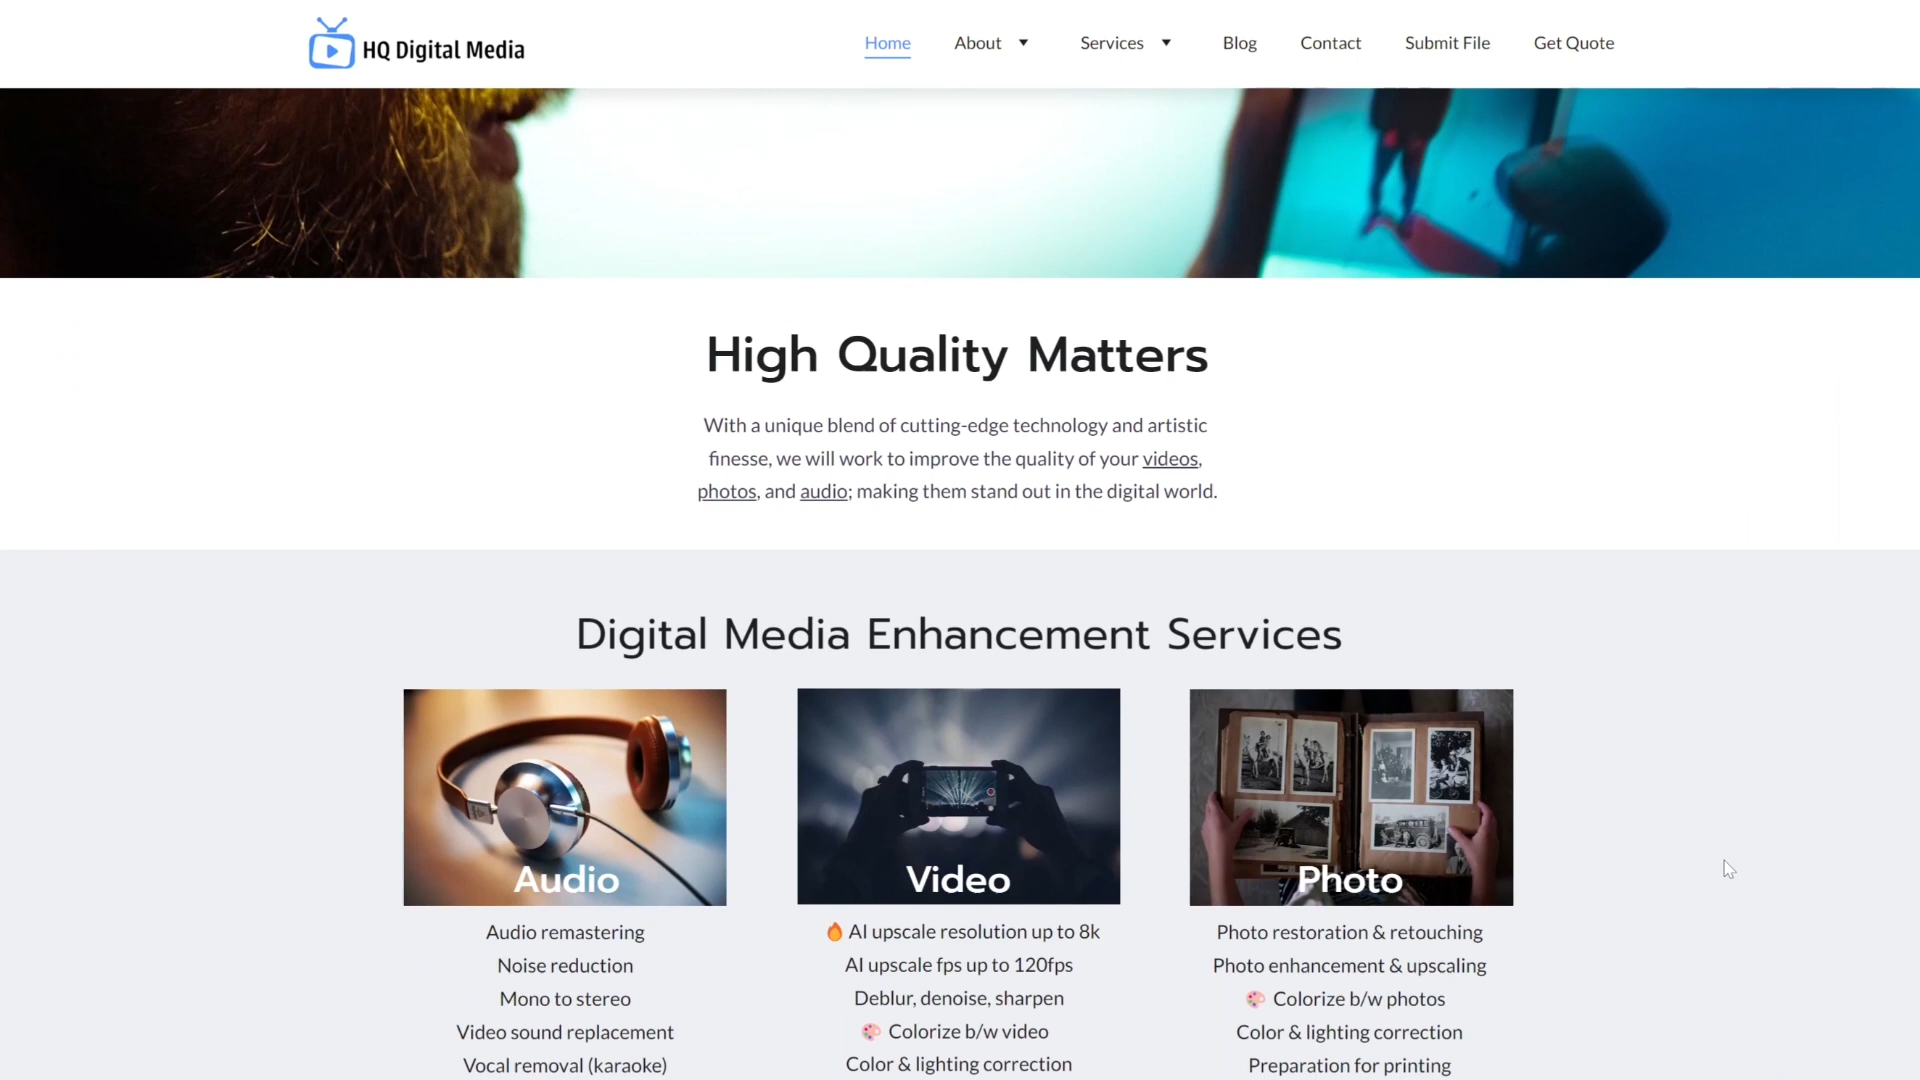 HQ Digital Media
Home About Services Blog Contact Submit File Get Quote
High Quality Matters
With a unique blend of cutting-edge technology and artistic
finesse, we will work to improve the quality of your videos,
photos, and audio; making them stand out in the digital world.
Digital Media Enhancement Services
Audio
Audio remastering
Noise reduction
Mono to stereo
Video sound replacement
Vocal removal (karaoke)
Video
🔥 AI upscale resolution up to 8k
AI upscale fps up to 120fps
Deblur, denoise, sharpen
🎨 Colorize b/w video
Color & lighting correction
Photo
Photo restoration & retouching
Photo enhancement & upscaling
🎨 Colorize b/w photos
Color & lighting correction
Preparation for printing